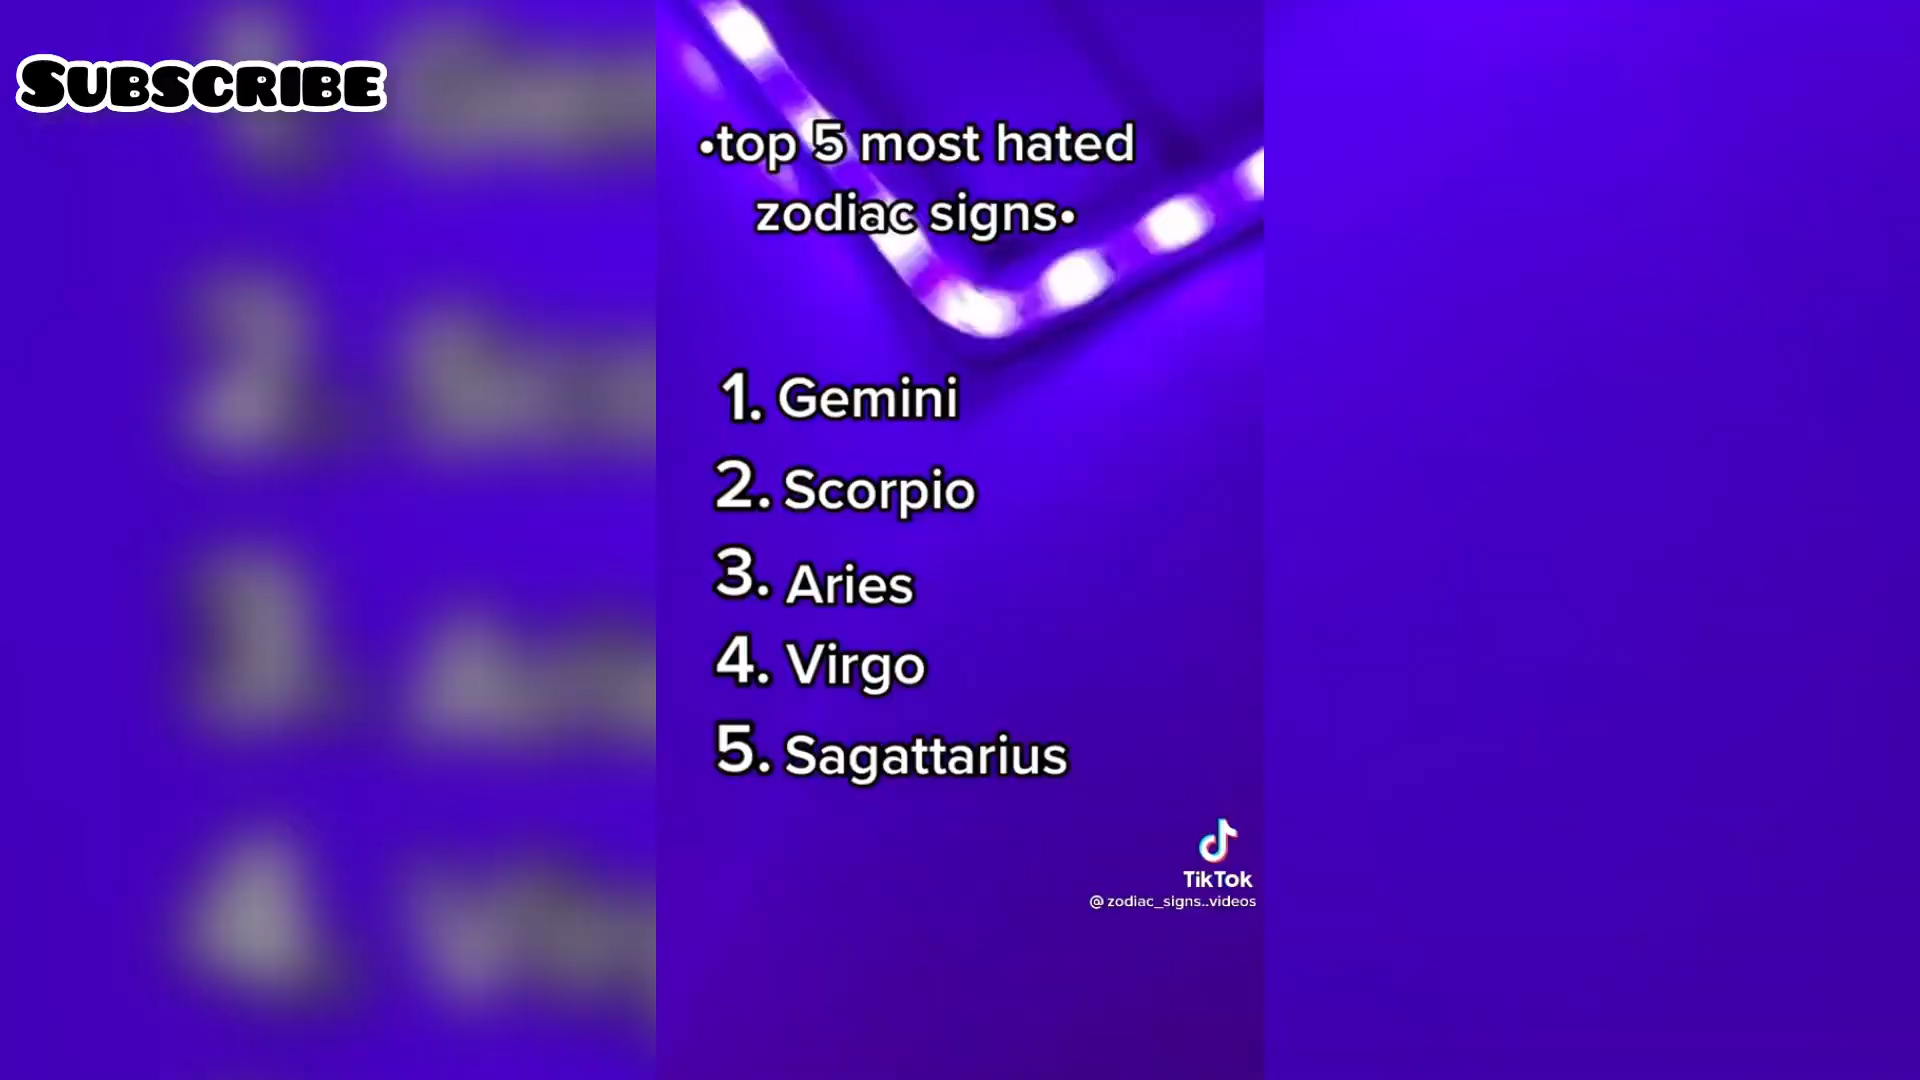 SUBSCRIBE
•top 5 most hated
zodiac signs•
1. Gemini
2. Scorpio
3. Aries
4. Virgo
5. Sagattarius
TikTok
@zodiac_signs..videos